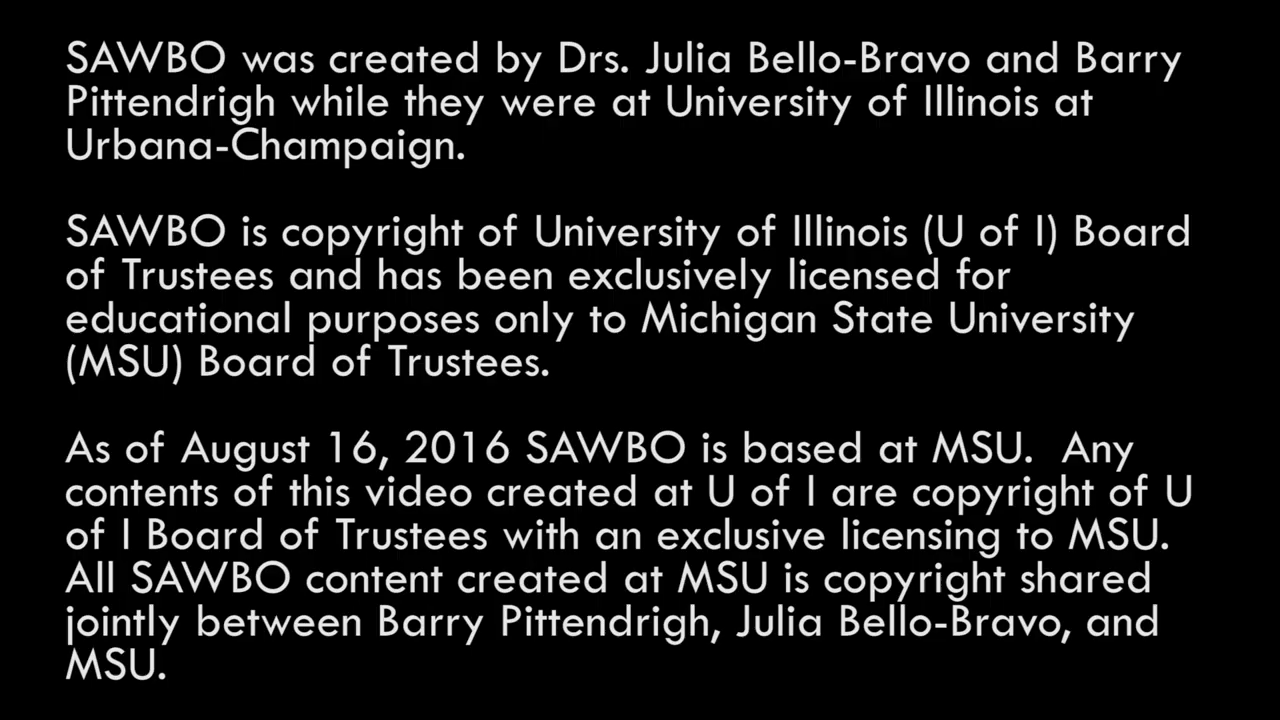 SAWBO was created by Drs. Julia Bello-Bravo and Barry
Pittendrigh while they were at University of Illinois at
Urbana-Champaign.
SAWBO is copyright of University of Illinois (U of I) Board
of Trustees and has been exclusively licensed for
educational purposes only to Michigan State University
(MSU) Board of Trustees.
As of August 16, 2016 SAWBO is based at MSU.  Any
contents of this video created at U of I are copyright of U
of I Board of Trustees with an exclusive licensing to MSU.
All SAWBO content created at MSU is copyright shared
jointly between Barry Pittendrigh, Julia Bello-Bravo, and
MSU.